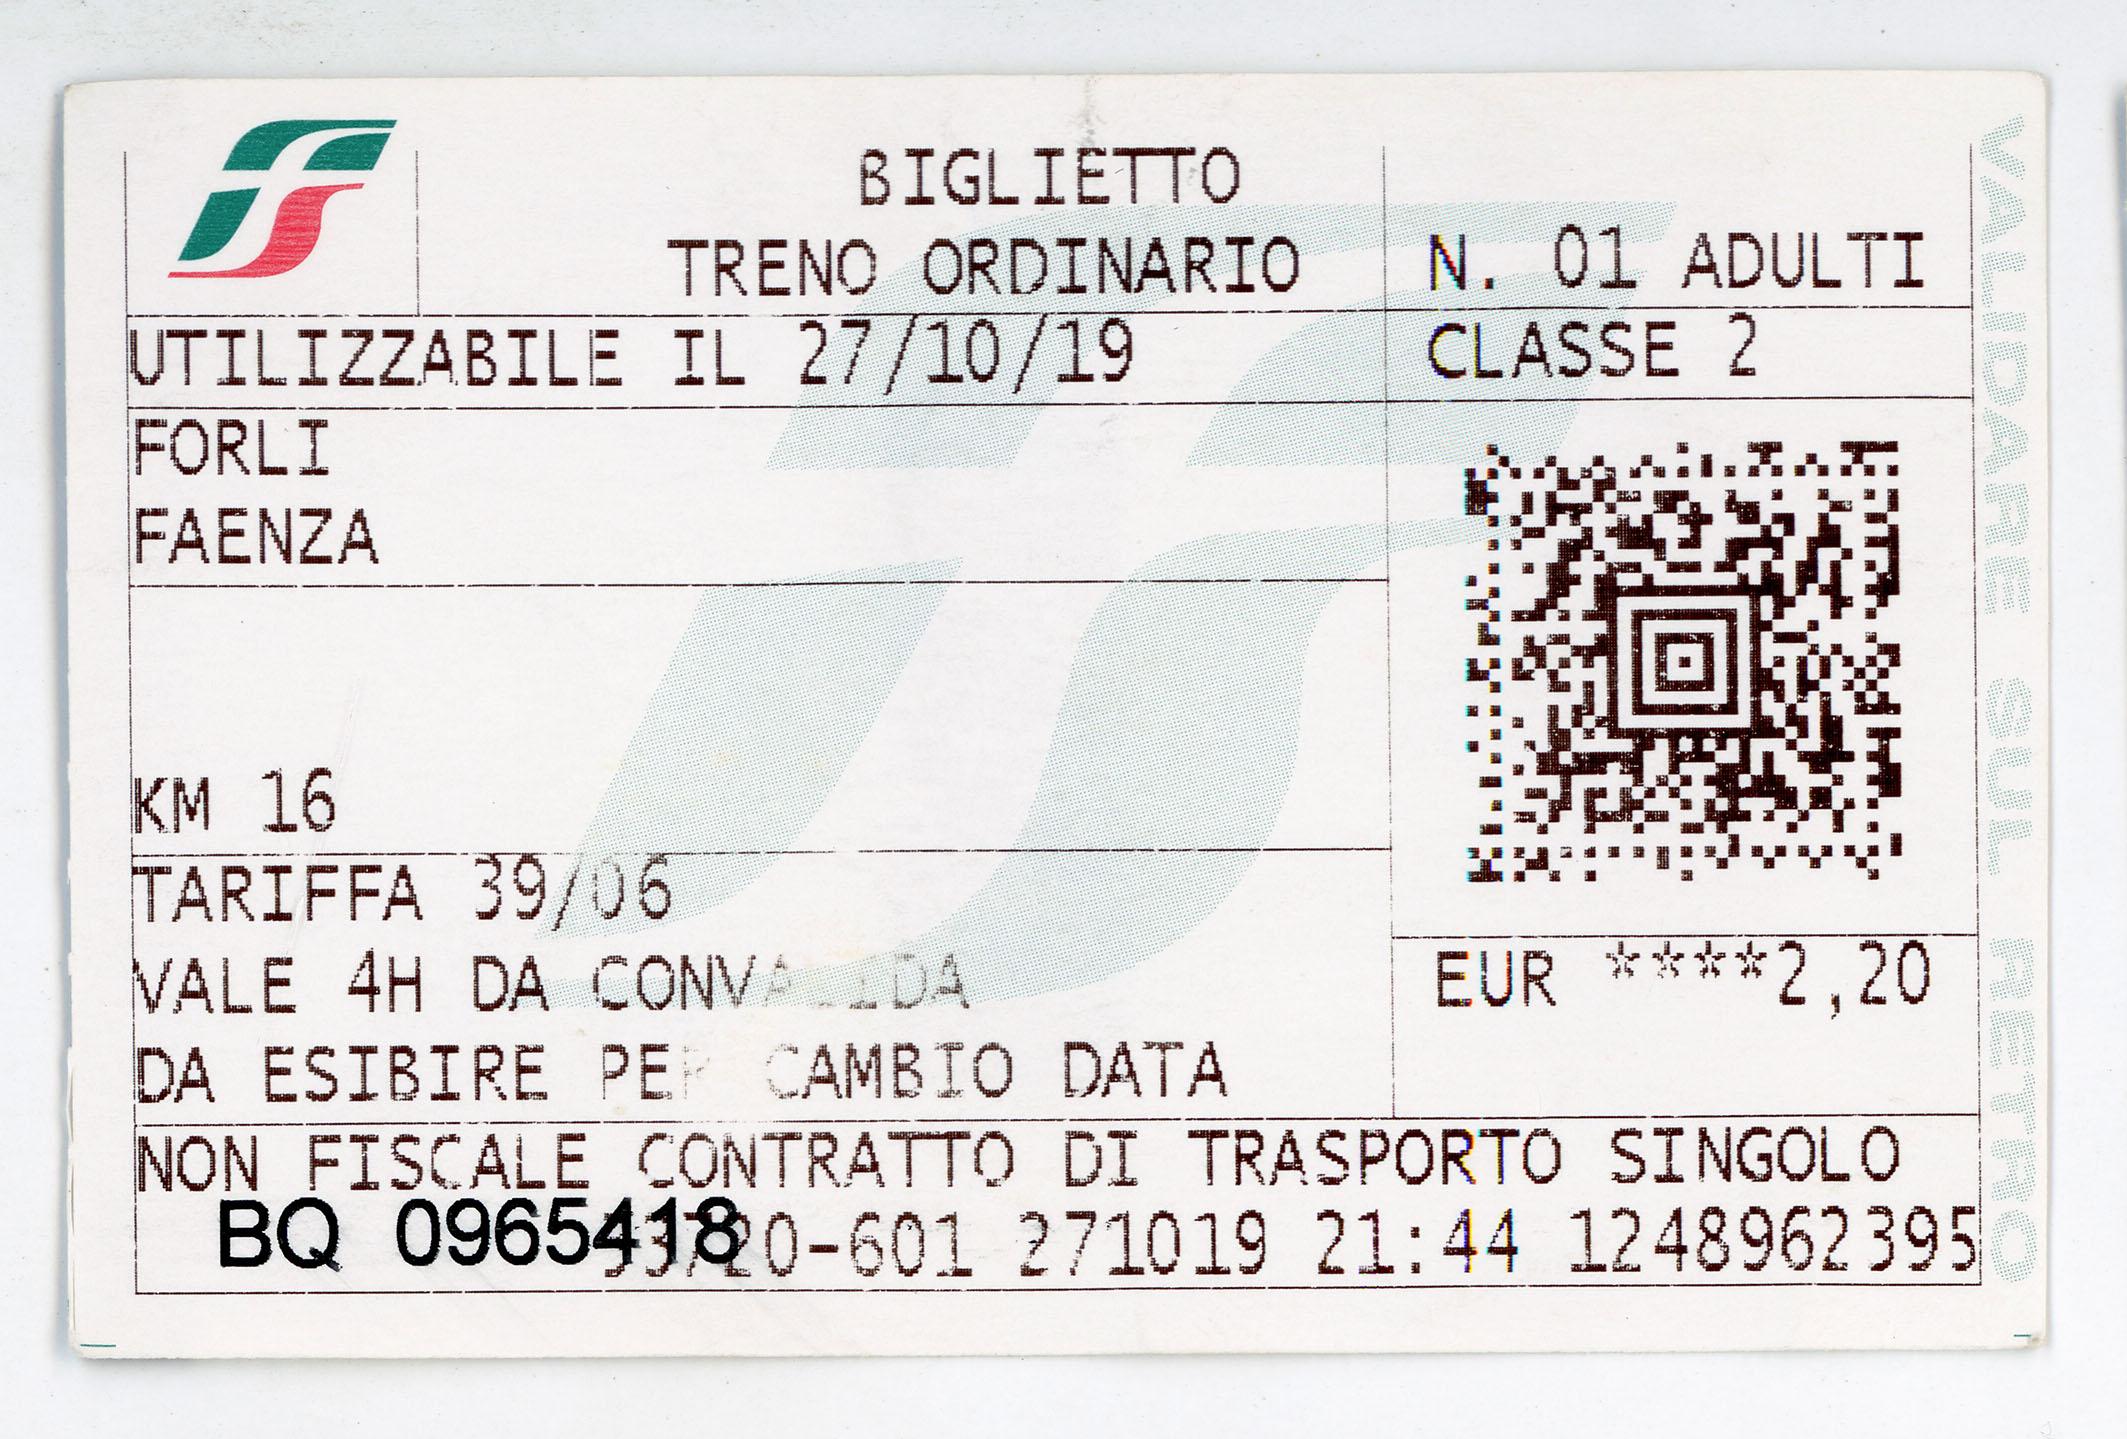 BIGLIETTO
TRENO ORDINARIO
N. 01 ADULTI
UTILIZZABILE IL 27/10/19
CLASSE 2
FORLI
FAENZA
KM 16
TARIFFA 39/06
VALE 4H DA CONVALIDA
DA ESIBIRE PER CAMBIO DATA
EUR ****2,20
NON FISCALE CONTRATTO DI TRASPORTO SINGOLO
BQ 0965418
20-601 271019 21:44 1248962395
VALIDARE SUL RETRO